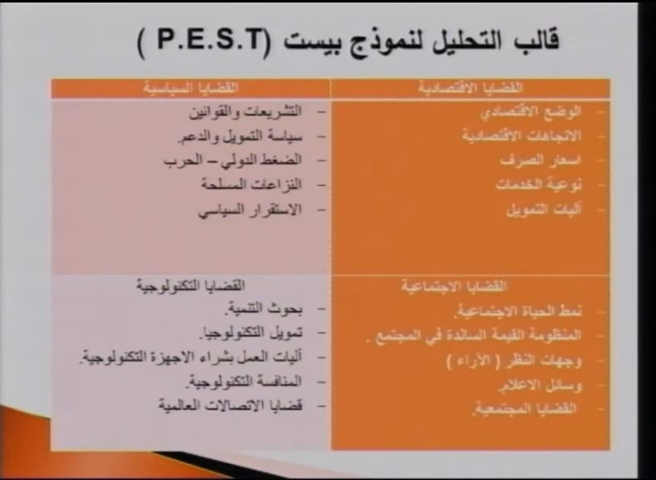 قالب التحليل لنموذج بيست (P.E.S.T )
القضايا الاقتصادية
- الوضع الاقتصادي
- الاتجاهات الاقتصادية
- اسعار الصرف
- نوعية الخدمات
- آليات التمويل
القضايا السياسية
- التشريعات والقوانين
- سياسة التمويل والدعم.
- الضغط الدولي – الحرب
- النزاعات المسلحة
- الاستقرار السياسي
القضايا الاجتماعية
- نمط الحياة الاجتماعية.
- المنظومة القيمة السائدة في المجتمع .
- وجهات النظر ( الآراء )
- وسائل الاعلام.
- القضايا المجتمعية.
القضايا التكنولوجية
- بحوث التنمية.
- تمويل التكنولوجيا.
- آليات العمل بشراء الاجهزة التكنولوجية.
- المنافسة التكنولوجية.
- قضايا الاتصالات العالمية